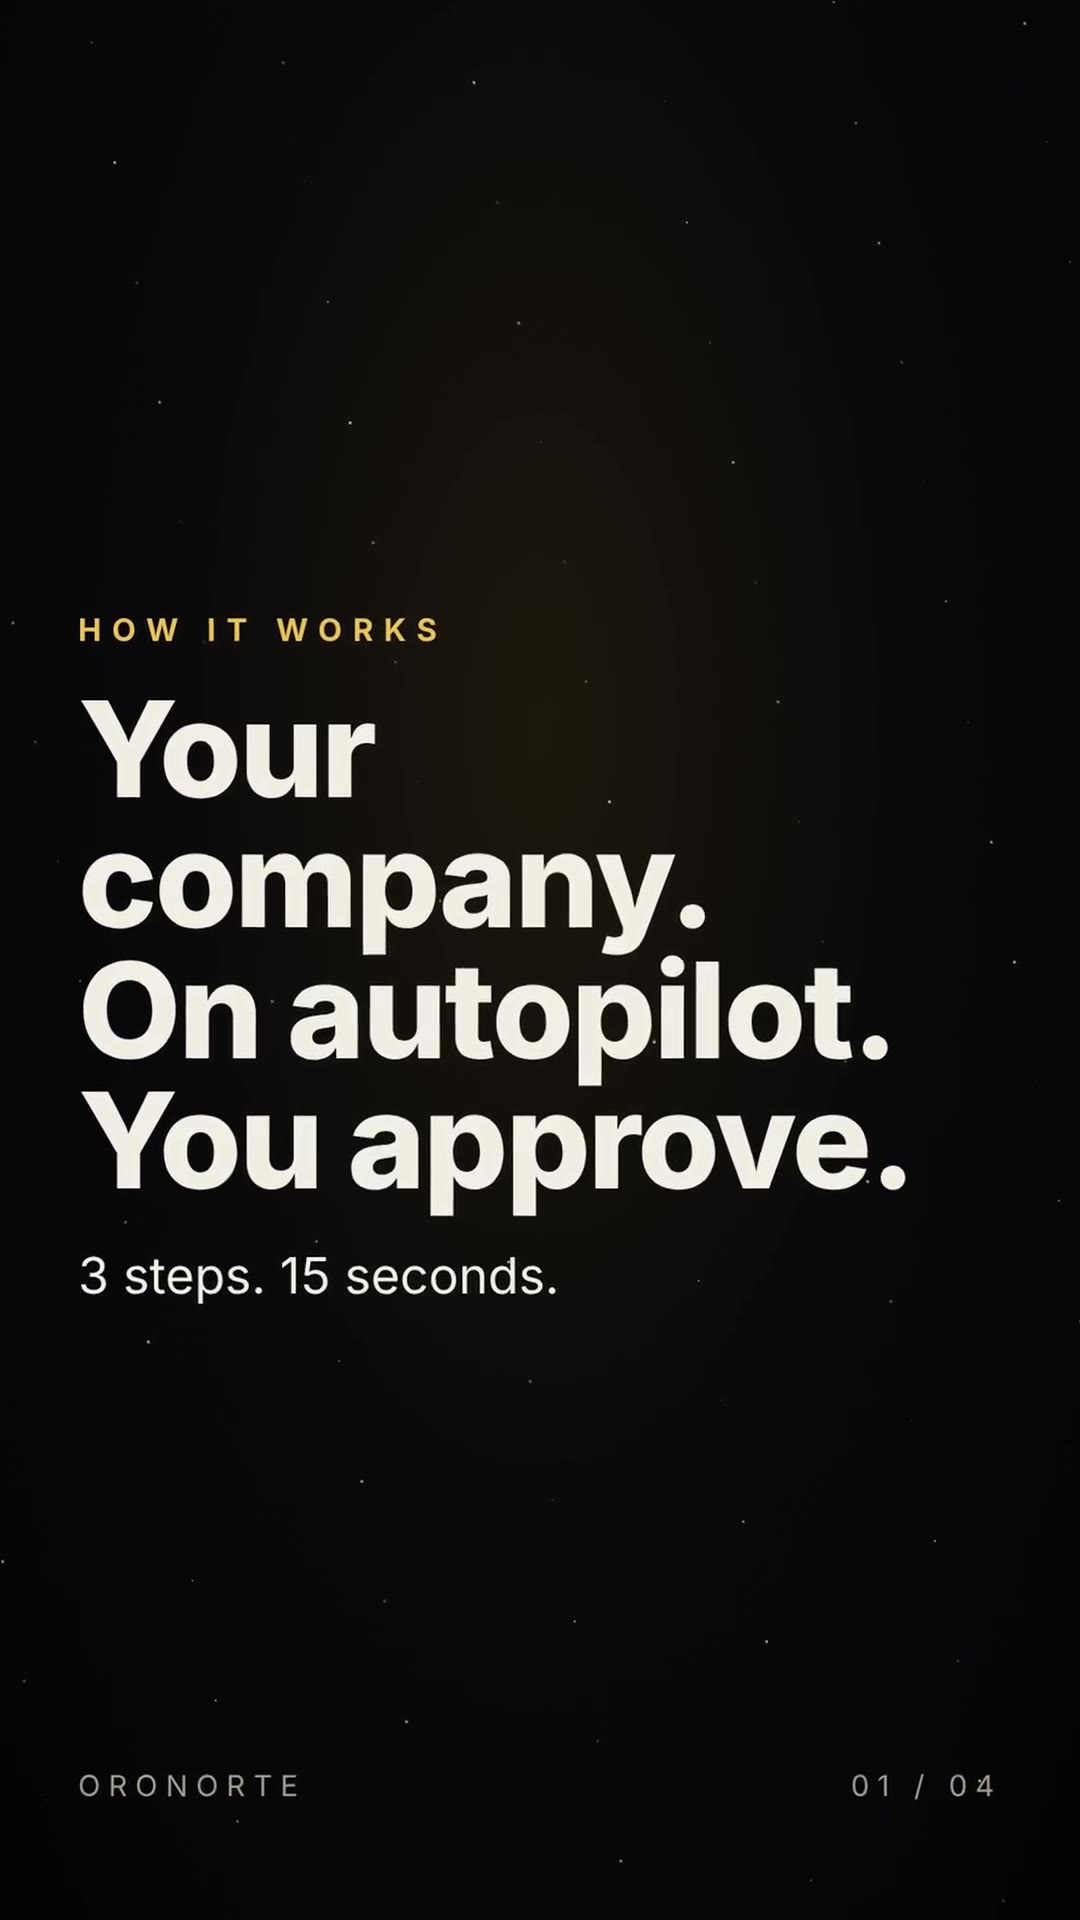 HOW IT WORKS
Your
company.
On autopilot.
You approve.
3 steps. 15 seconds.
ORONORTE
01 / 04